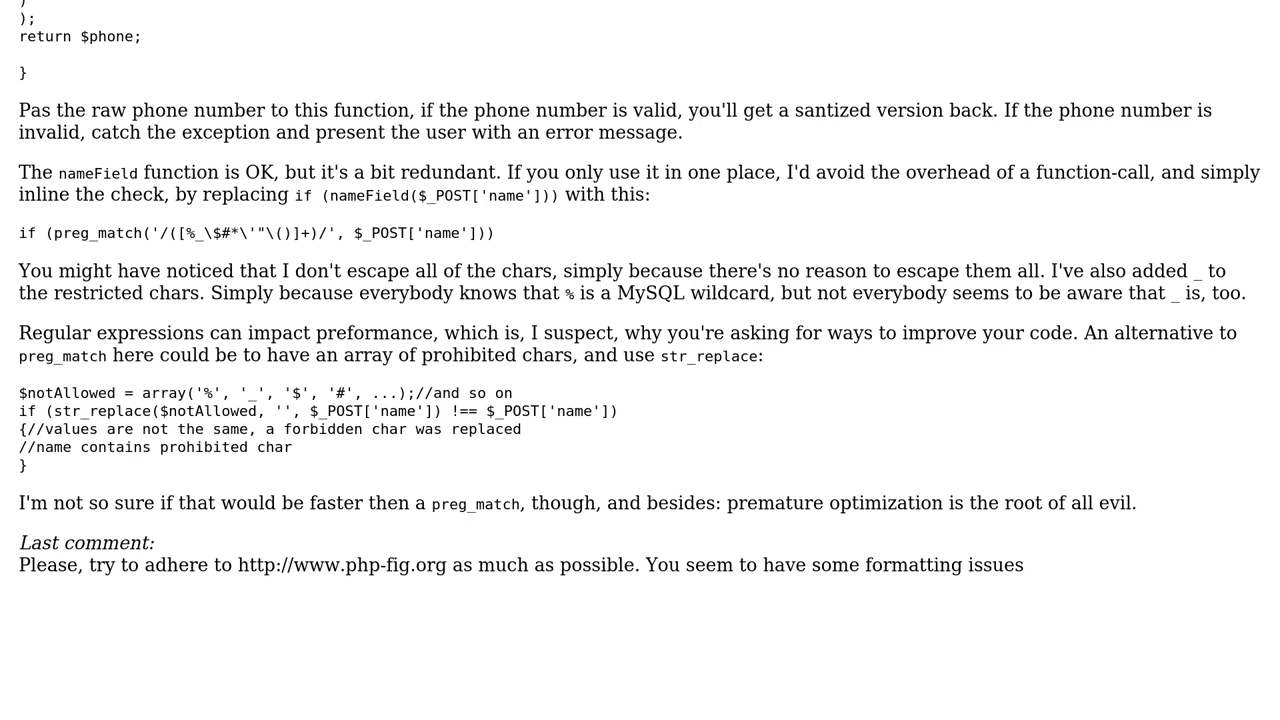 )
);
return $phone;
}
Pas the raw phone number to this function, if the phone number is valid, you'll get a santized version back. If the phone number is
invalid, catch the exception and present the user with an error message.
The nameField function is OK, but it's a bit redundant. If you only use it in one place, I'd avoid the overhead of a function-call, and simply
inline the check, by replacing if (nameField($_POST['name'])) with this:
if (preg_match('/([%_\$#*\'"\()]+)/', $_POST['name']))
You might have noticed that I don't escape all of the chars, simply because there's no reason to escape them all. I've also added _ to
the restricted chars. Simply because everybody knows that % is a MySQL wildcard, but not everybody seems to be aware that _ is, too.
Regular expressions can impact preformance, which is, I suspect, why you're asking for ways to improve your code. An alternative to
preg_match here could be to have an array of prohibited chars, and use str_replace:
$notAllowed = array('%', '_', '$', '#', ...);//and so on
if (str_replace($notAllowed, '', $_POST['name']) !== $_POST['name'])
{//values are not the same, a forbidden char was replaced
//name contains prohibited char
}
I'm not so sure if that would be faster then a preg_match, though, and besides: premature optimization is the root of all evil.
Last comment:
Please, try to adhere to http://www.php-fig.org as much as possible. You seem to have some formatting issues